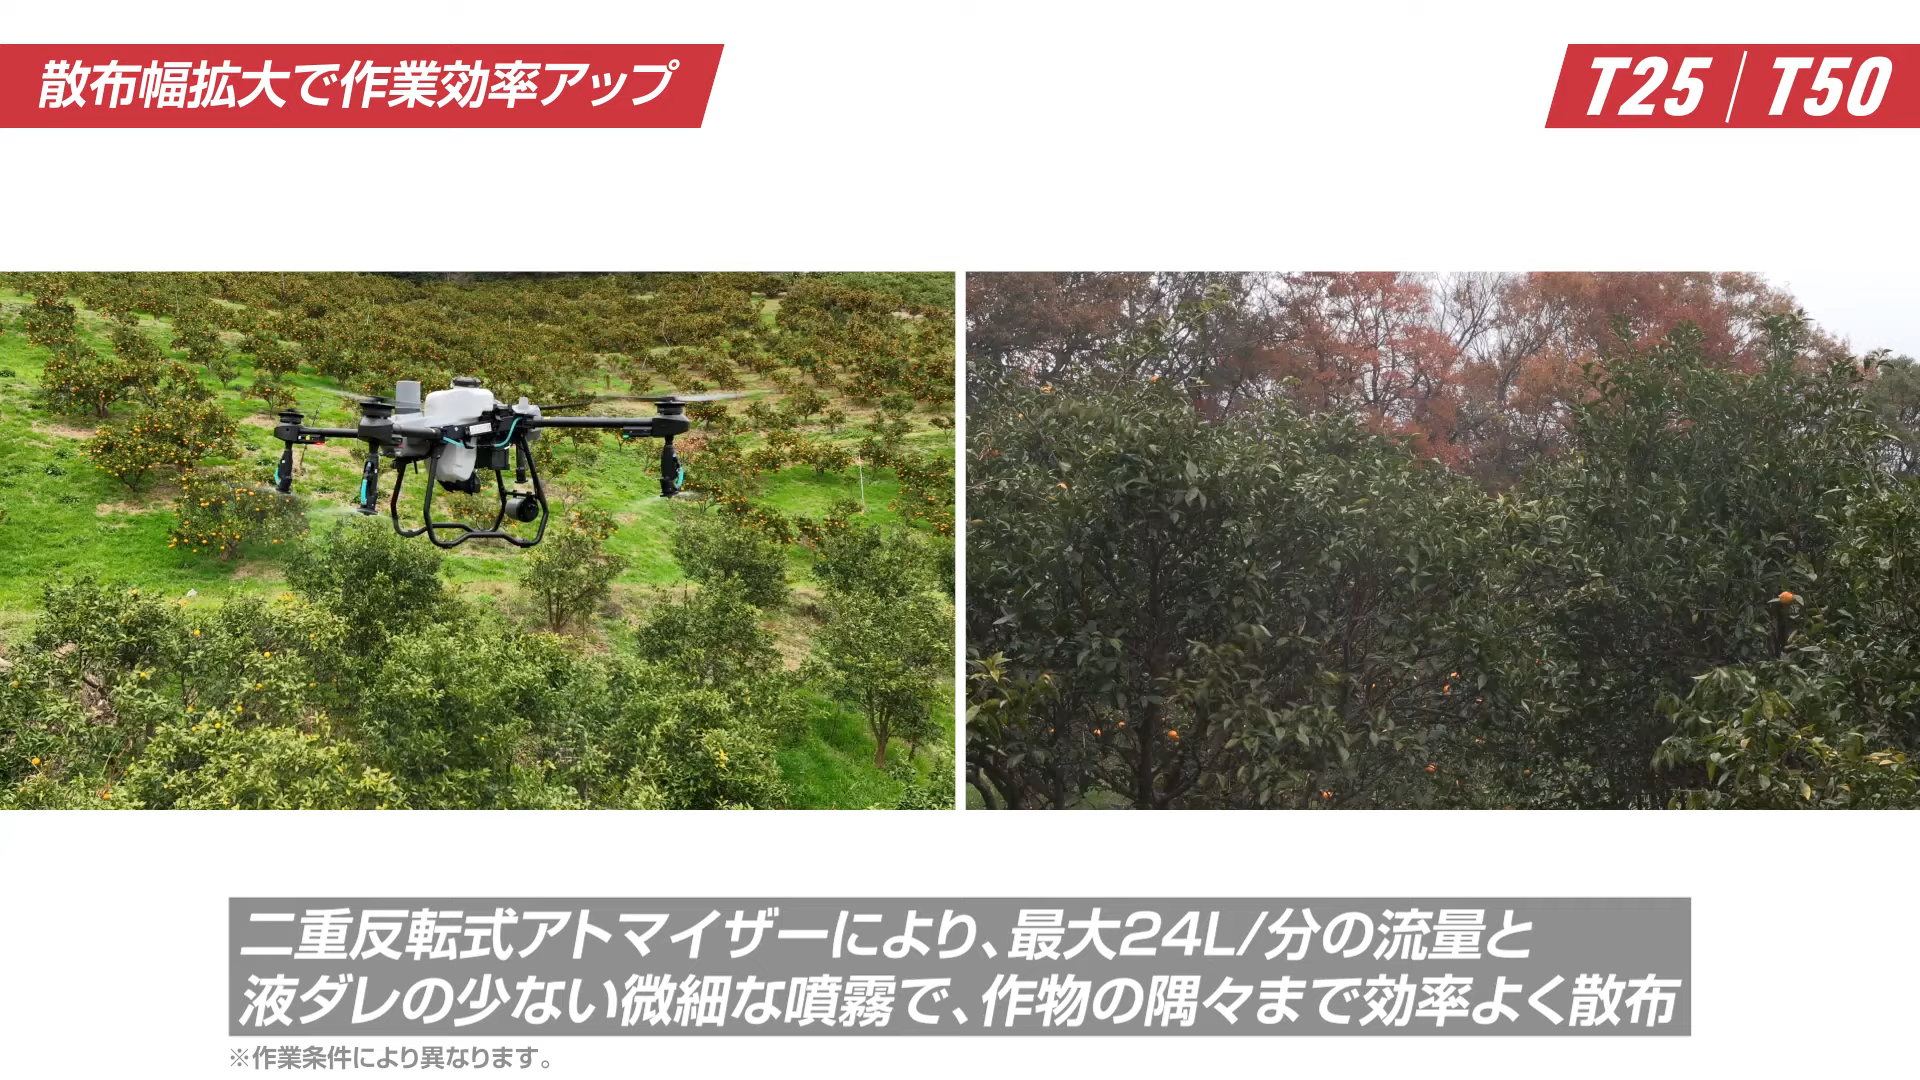 散布幅拡大で作業効率アップ
T25 | T50
二重反転式アトマイザーにより、最大24L/分の流量と
液ダレの少ない微細な噴霧で、作物の隅々まで効率よく散布
※作業条件により異なります。